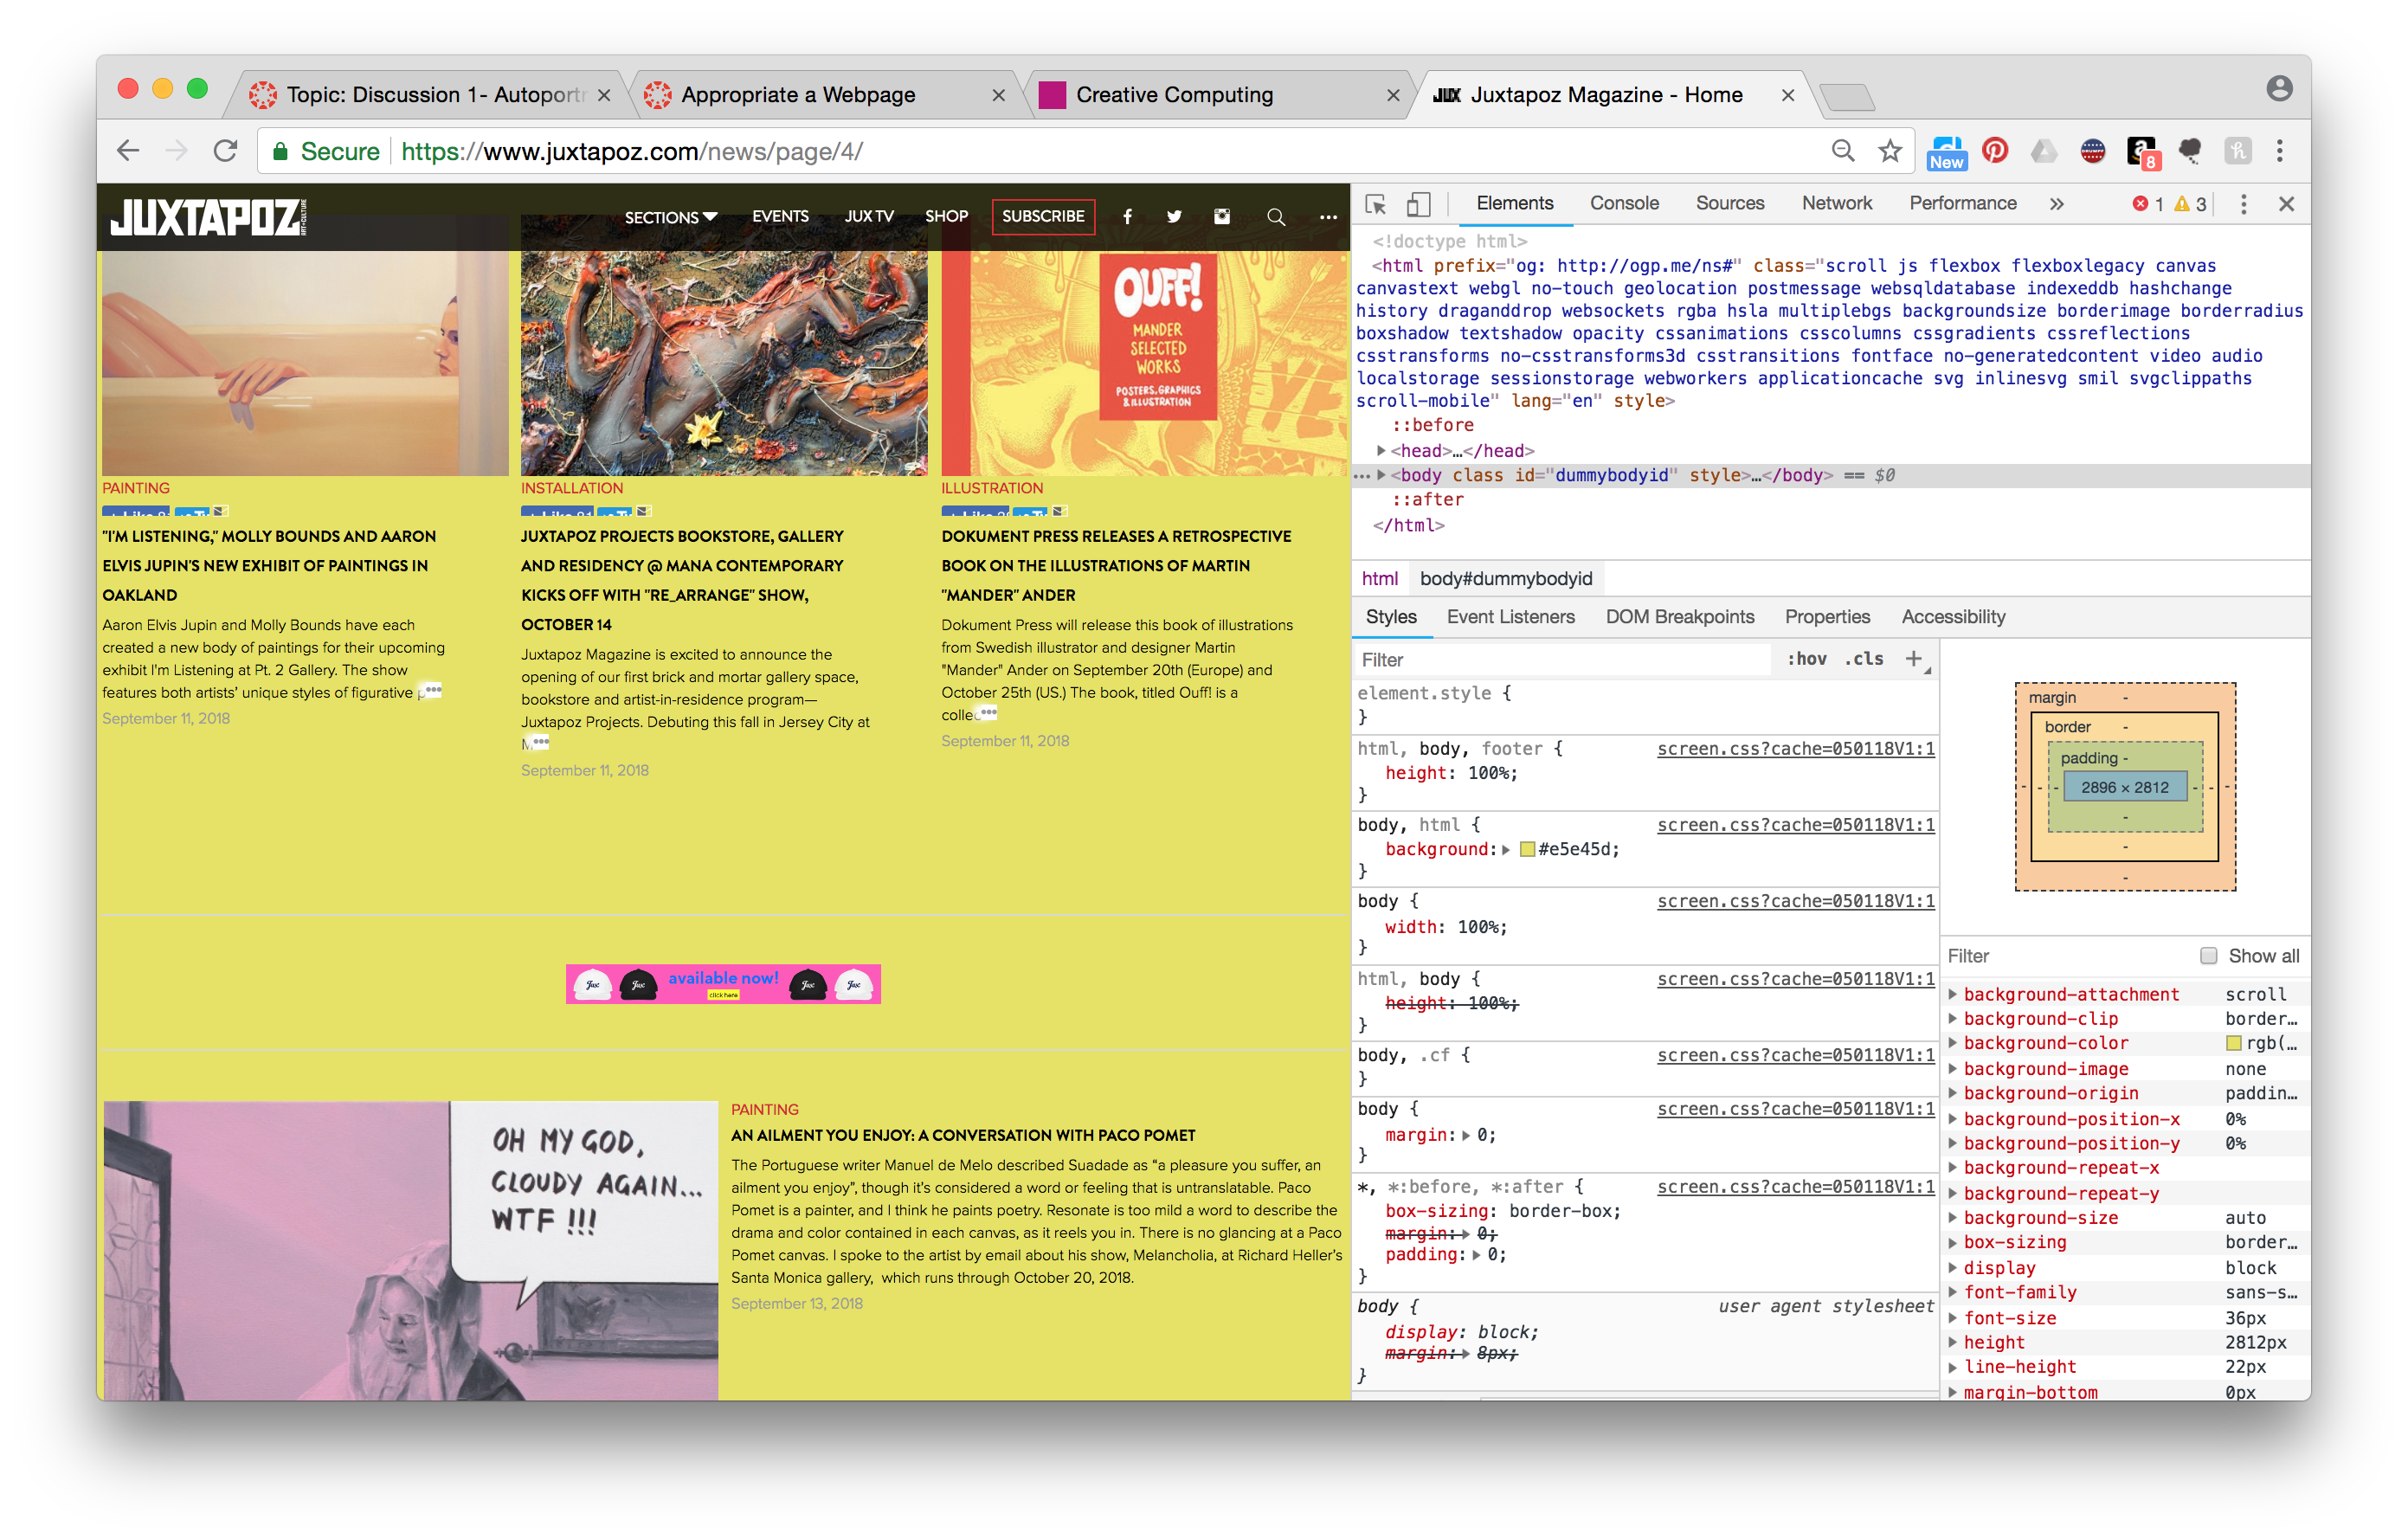 Topic: Discussion 1- Autoportr
Appropriate a Webpage
Creative Computing
JUX Juxtapoz Magazine - Home
Secure https://www.juxtapoz.com/news/page/4/
New
8
JUXTAPOZ
ART+CULTURE
SECTIONS EVENTS JUX TV SHOP SUBSCRIBE
OUFF!
MANDER
SELECTED
WORKS
POSTERS, GRAPHICS
& ILLUSTRATION
PAINTING
"I'M LISTENING," MOLLY BOUNDS AND AARON
ELVIS JUPIN'S NEW EXHIBIT OF PAINTINGS IN
OAKLAND
Aaron Elvis Jupin and Molly Bounds have each
created a new body of paintings for their upcoming
exhibit I'm Listening at Pt. 2 Gallery. The show
features both artists' unique styles of figurative p
September 11, 2018
INSTALLATION
JUXTAPOZ PROJECTS BOOKSTORE, GALLERY
AND RESIDENCY @ MANA CONTEMPORARY
KICKS OFF WITH "RE_ARRANGE" SHOW,
OCTOBER 14
Juxtapoz Magazine is excited to announce the
opening of our first brick and mortar gallery space,
bookstore and artist-in-residence program—
Juxtapoz Projects. Debuting this fall in Jersey City at
M
September 11, 2018
ILLUSTRATION
DOKUMENT PRESS RELEASES A RETROSPECTIVE
BOOK ON THE ILLUSTRATIONS OF MARTIN
"MANDER" ANDER
Dokument Press will release this book of illustrations
from Swedish illustrator and designer Martin
"Mander" Ander on September 20th (Europe) and
October 25th (US.) The book, titled Ouff! is a
collec
September 11, 2018
Juxc Juxc available now! Juxc Juxc
click here
OH MY GOD,
CLOUDY AGAIN...
WTF !!!
PAINTING
AN AILMENT YOU ENJOY: A CONVERSATION WITH PACO POMET
The Portuguese writer Manuel de Melo described Suadade as "a pleasure you suffer, an
ailment you enjoy", though it's considered a word or feeling that is untranslatable. Paco
Pomet is a painter, and I think he paints poetry. Resonate is too mild a word to describe the
drama and color contained in each canvas, as it reels you in. There is no glancing at a Paco
Pomet canvas. I spoke to the artist by email about his show, Melancholia, at Richard Heller's
Santa Monica gallery, which runs through October 20, 2018.
September 13, 2018
Elements Console Sources Network Performance » 1 3
<!doctype html>
<html prefix="og: http://ogp.me/ns#" class="scroll js flexbox flexboxlegacy canvas
canvastext webgl no-touch geolocation postmessage websqldatabase indexeddb hashchange
history draganddrop websockets rgba hsla multiplebgs backgroundsize borderimage borderradius
boxshadow textshadow opacity cssanimations csscolumns cssgradients cssreflections
csstransforms no-csstransforms3d csstransitions fontface no-generatedcontent video audio
localstorage sessionstorage webworkers applicationcache svg inlinesvg smil svgclippaths
scroll-mobile" lang="en" style>
::before
<head>…</head>
<body class id="dummybodyid" style>…</body> == $0
::after
</html>
html body#dummybodyid
Styles Event Listeners DOM Breakpoints Properties Accessibility
Filter :hov .cls +
element.style {
}
html, body, footer { screen.css?cache=050118V1:1
height: 100%;
}
body, html { screen.css?cache=050118V1:1
background: #e5e45d;
}
body { screen.css?cache=050118V1:1
width: 100%;
}
html, body { screen.css?cache=050118V1:1
height: 100%;
}
body, .cf { screen.css?cache=050118V1:1
}
body { screen.css?cache=050118V1:1
margin: 0;
}
*, *:before, *:after { screen.css?cache=050118V1:1
box-sizing: border-box;
margin: 0;
padding: 0;
}
body { user agent stylesheet
display: block;
margin: 8px;
}
margin -
border -
padding -
- - - 2896 × 2812 - - -
-
-
-
Filter Show all
background-attachment scroll
background-clip border…
background-color rgb(…
background-image none
background-origin paddin…
background-position-x 0%
background-position-y 0%
background-repeat-x
background-repeat-y
background-size auto
box-sizing border…
display block
font-family sans-s…
font-size 36px
height 2812px
line-height 22px
margin-bottom 0px